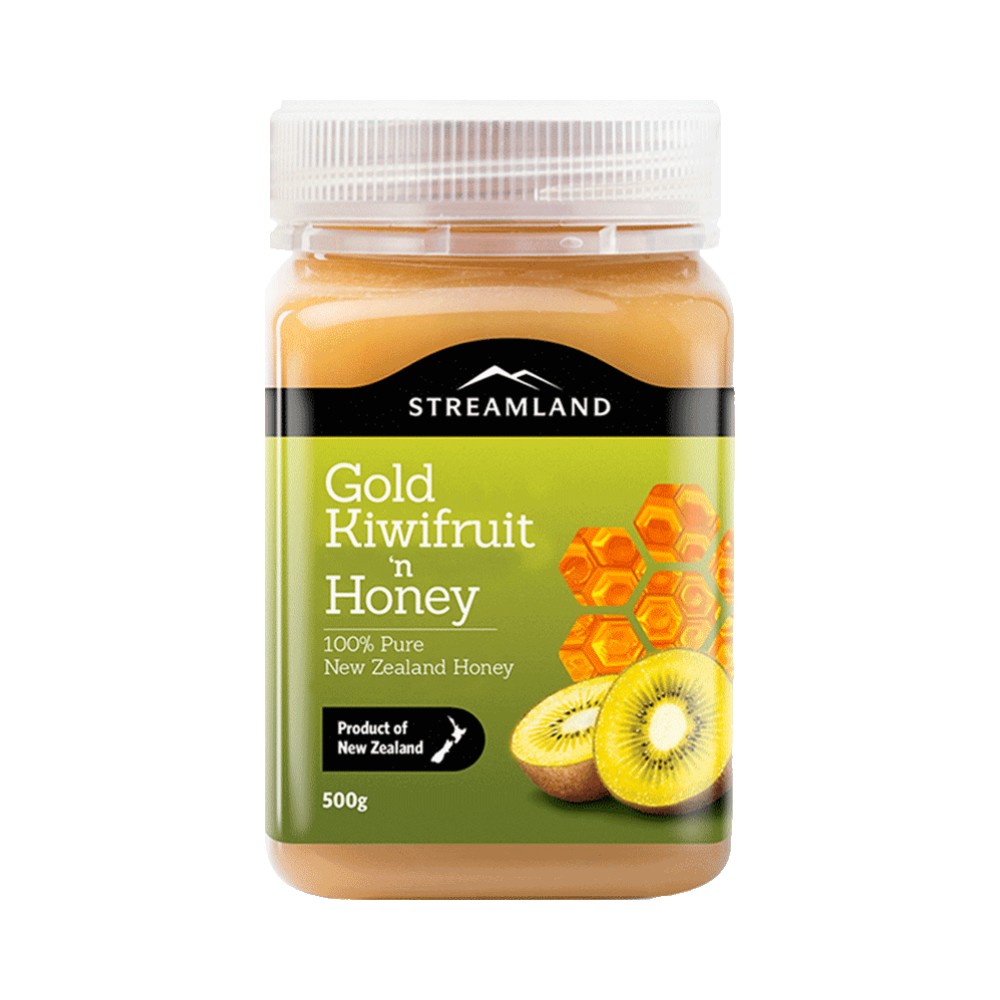 STREAMLAND
Gold
Kiwifruit
'n
Honey
100% Pure
New Zealand Honey
Product of
New Zealand
500g